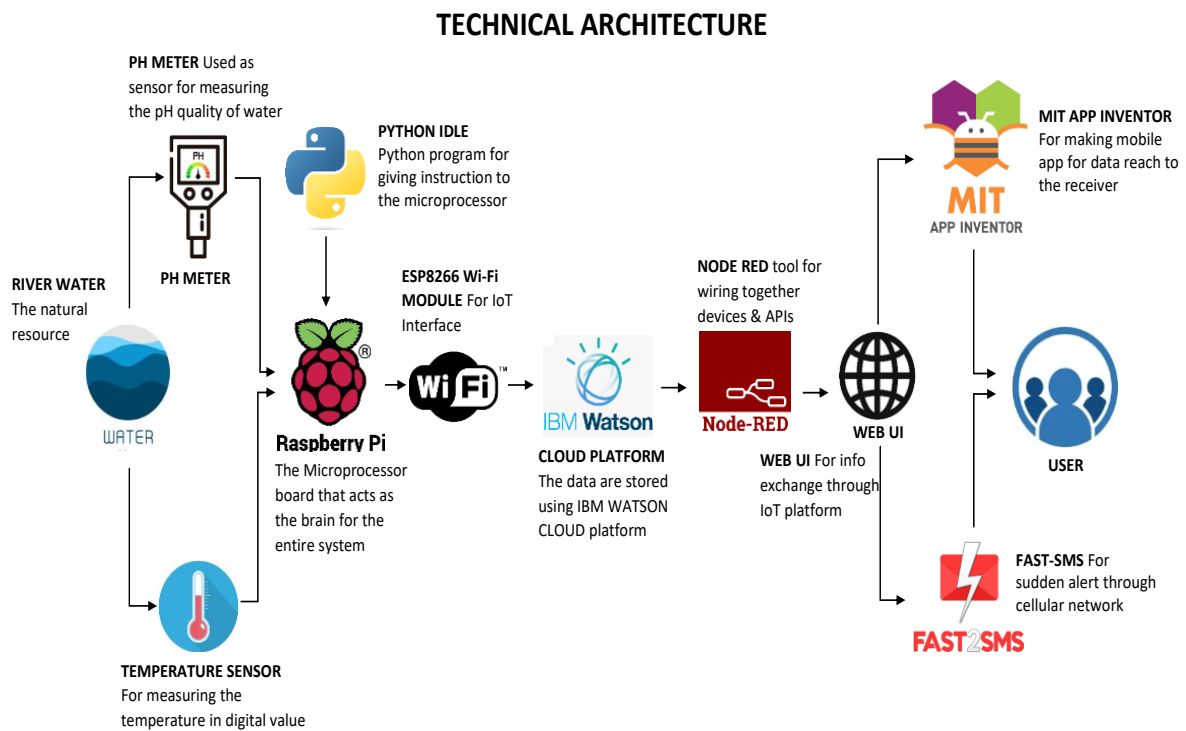 TECHNICAL ARCHITECTURE
PH METER Used as
sensor for measuring
the pH quality of water
PH
PH METER
PYTHON IDLE
Python program for
giving instruction to
the microprocessor
RIVER WATER
The natural
resource
WATER
TEMPERATURE SENSOR
For measuring the
temperature in digital value
®
Raspberry Pi
The Microprocessor
board that acts as
the brain for the
entire system
ESP8266 Wi-Fi
MODULE For IoT
Interface
Wi Fi™
IBM Watson
CLOUD PLATFORM
The data are stored
using IBM WATSON
CLOUD platform
NODE RED tool for
wiring together
devices & APIs
Node-RED
WEB UI
WEB UI For info
exchange through
IoT platform
MIT
APP INVENTOR
MIT APP INVENTOR
For making mobile
app for data reach to
the receiver
USER
FAST-SMS For
sudden alert through
cellular network
FAST2SMS